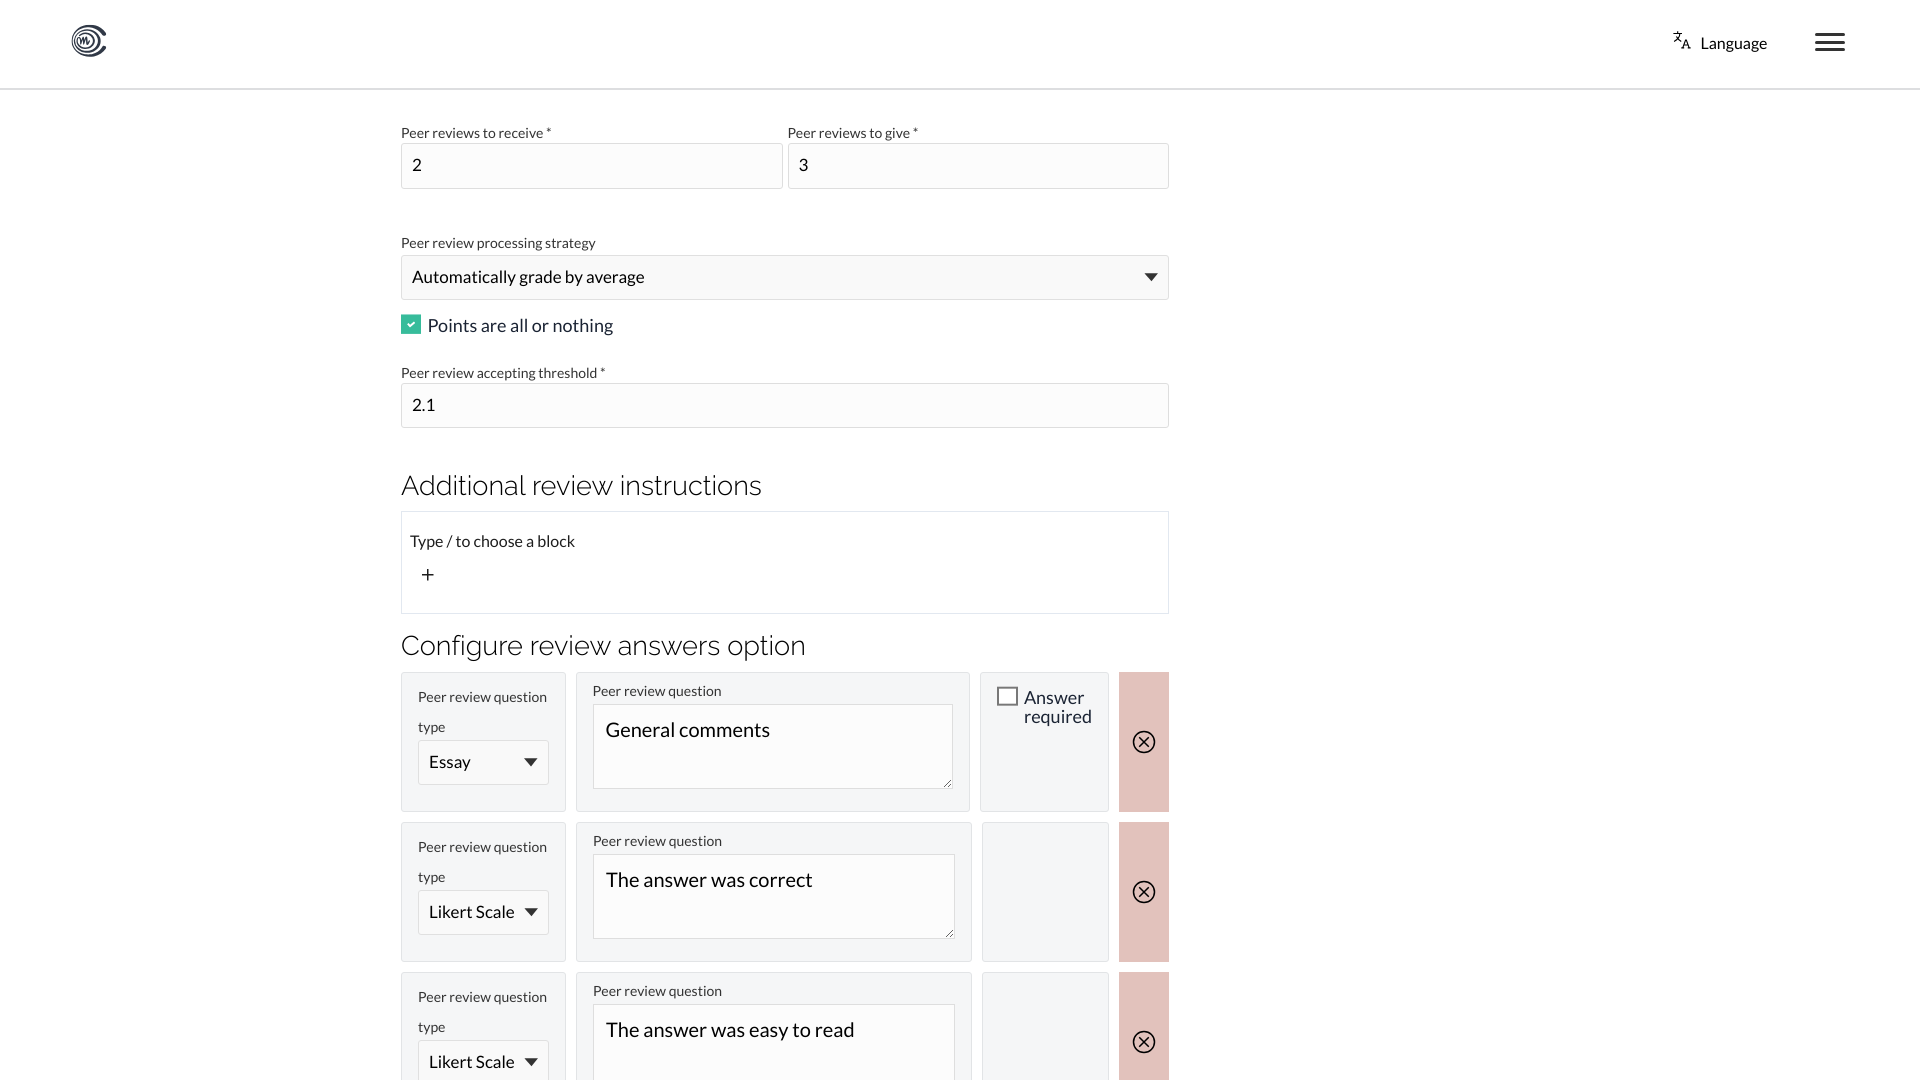 Language
Peer reviews to receive *
Peer reviews to give *
2
3
Peer review processing strategy
Automatically grade by average
Points are all or nothing
Peer review accepting threshold *
2.1
Additional review instructions
Type / to choose a block
+
Configure review answers option
Peer review question
type
Essay
Peer review question
General comments
Answer
required
Peer review question
type
Likert Scale
Peer review question
The answer was correct
Peer review question
type
Likert Scale
Peer review question
The answer was easy to read